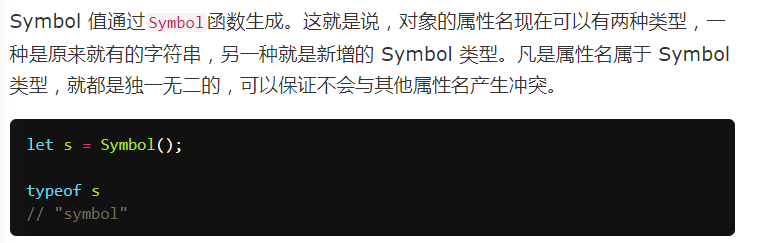 Symbol 值通过Symbol函数生成。这就是说，对象的属性名现在可以有两种类型，一
种是原来就有的字符串，另一种就是新增的 Symbol 类型。凡是属性名属于 Symbol
类型，就都是独一无二的，可以保证不会与其他属性名产生冲突。
let s = Symbol();
typeof s
// "symbol"